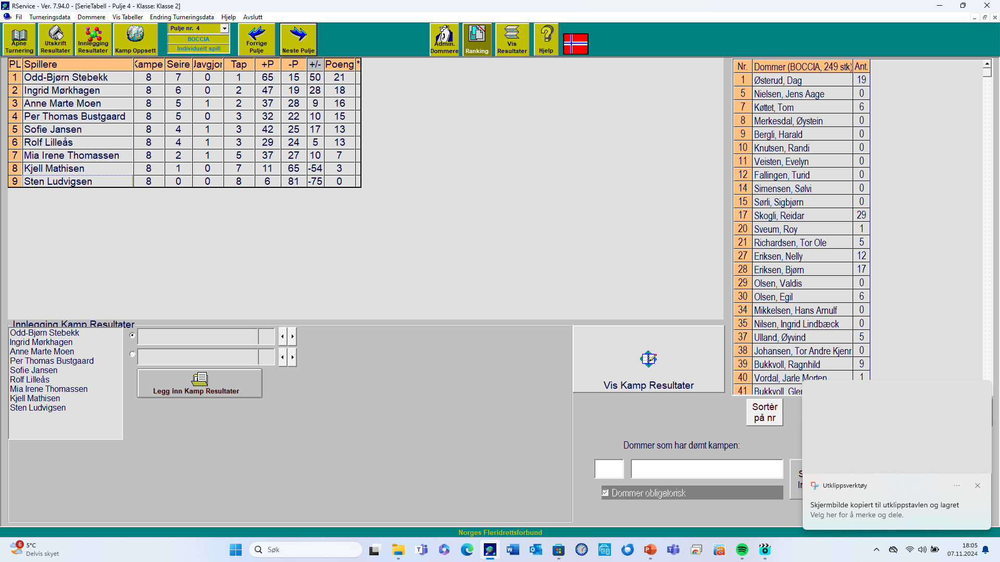 RService - Ver. 7.94.0 - [SerieTabell - Pulje 4 - Klasse: Klasse 2]
Fil Turneringsdata Dommere Vis Tabeller Endring Turneringsdata Hjelp Avslutt
Åpne Turnering
Utskrift Resultater
Innlegging Resultater
Kamp Oppsett
Pulje nr. 4
BOCCIA
Individuelt spill
Forrige Pulje
Neste Pulje
Admin. Dommere
Ranking
Vis Resultater
Hjelp
PL Spillere Kampe Seire Javgjor Tap +P -P +/- Poeng *
1 Odd-Bjørn Stebekk 8 7 0 1 65 15 50 21
2 Ingrid Mørkhagen 8 6 0 2 47 19 28 18
3 Anne Marte Moen 8 5 1 2 37 28 9 16
4 Per Thomas Bustgaard 8 5 0 3 32 22 10 15
5 Sofie Jansen 8 4 1 3 42 25 17 13
6 Rolf Lilleås 8 4 1 3 29 24 5 13
7 Mia Irene Thomassen 8 2 1 5 37 27 10 7
8 Kjell Mathisen 8 1 0 7 11 65 -54 3
9 Sten Ludvigsen 8 0 0 8 6 81 -75 0
Nr. Dommer (BOCCIA, 249 stk) Ant.
1 Østerud, Dag 19
5 Nielsen, Jens Aage 0
7 Køttet, Tom 6
8 Merkesdal, Øystein 0
9 Bergli, Harald 0
10 Knutsen, Randi 0
11 Veisten, Evelyn 0
12 Fallingen, Turid 0
14 Simensen, Sølvi 0
15 Sørli, Sigbjørn 0
17 Skogli, Reidar 29
20 Sveum, Roy 1
21 Richardsen, Tor Ole 5
27 Eriksen, Nelly 12
28 Eriksen, Bjørn 17
29 Olsen, Valdis 0
30 Olsen, Egil 6
34 Mikkelsen, Hans Arnulf 0
35 Nilsen, Ingrid Lindbæck 0
37 Ulland, Øyvind 5
38 Johansen, Tor Andre Kjenr 0
39 Bukkvoll, Ragnhild 9
40 Vordal, Jarle Morten 1
41 Bukkvoll, Gler
Innlegging Kamp Resultater
Odd-Bjørn Stebekk
Ingrid Mørkhagen
Anne Marte Moen
Per Thomas Bustgaard
Sofie Jansen
Rolf Lilleås
Mia Irene Thomassen
Kjell Mathisen
Sten Ludvigsen
Legg inn Kamp Resultater
Vis Kamp Resultater
Sortèr
på nr
Dommer som har dømt kampen:
Dommer obligatorisk
Utklippsverktøy
Skjermbilde kopiert til utklippstavlen og lagret
Velg her for å merke og dele.
Norges Fleridrettsforbund
6
5°C
Delvis skyet
Søk
18:05
07.11.2024